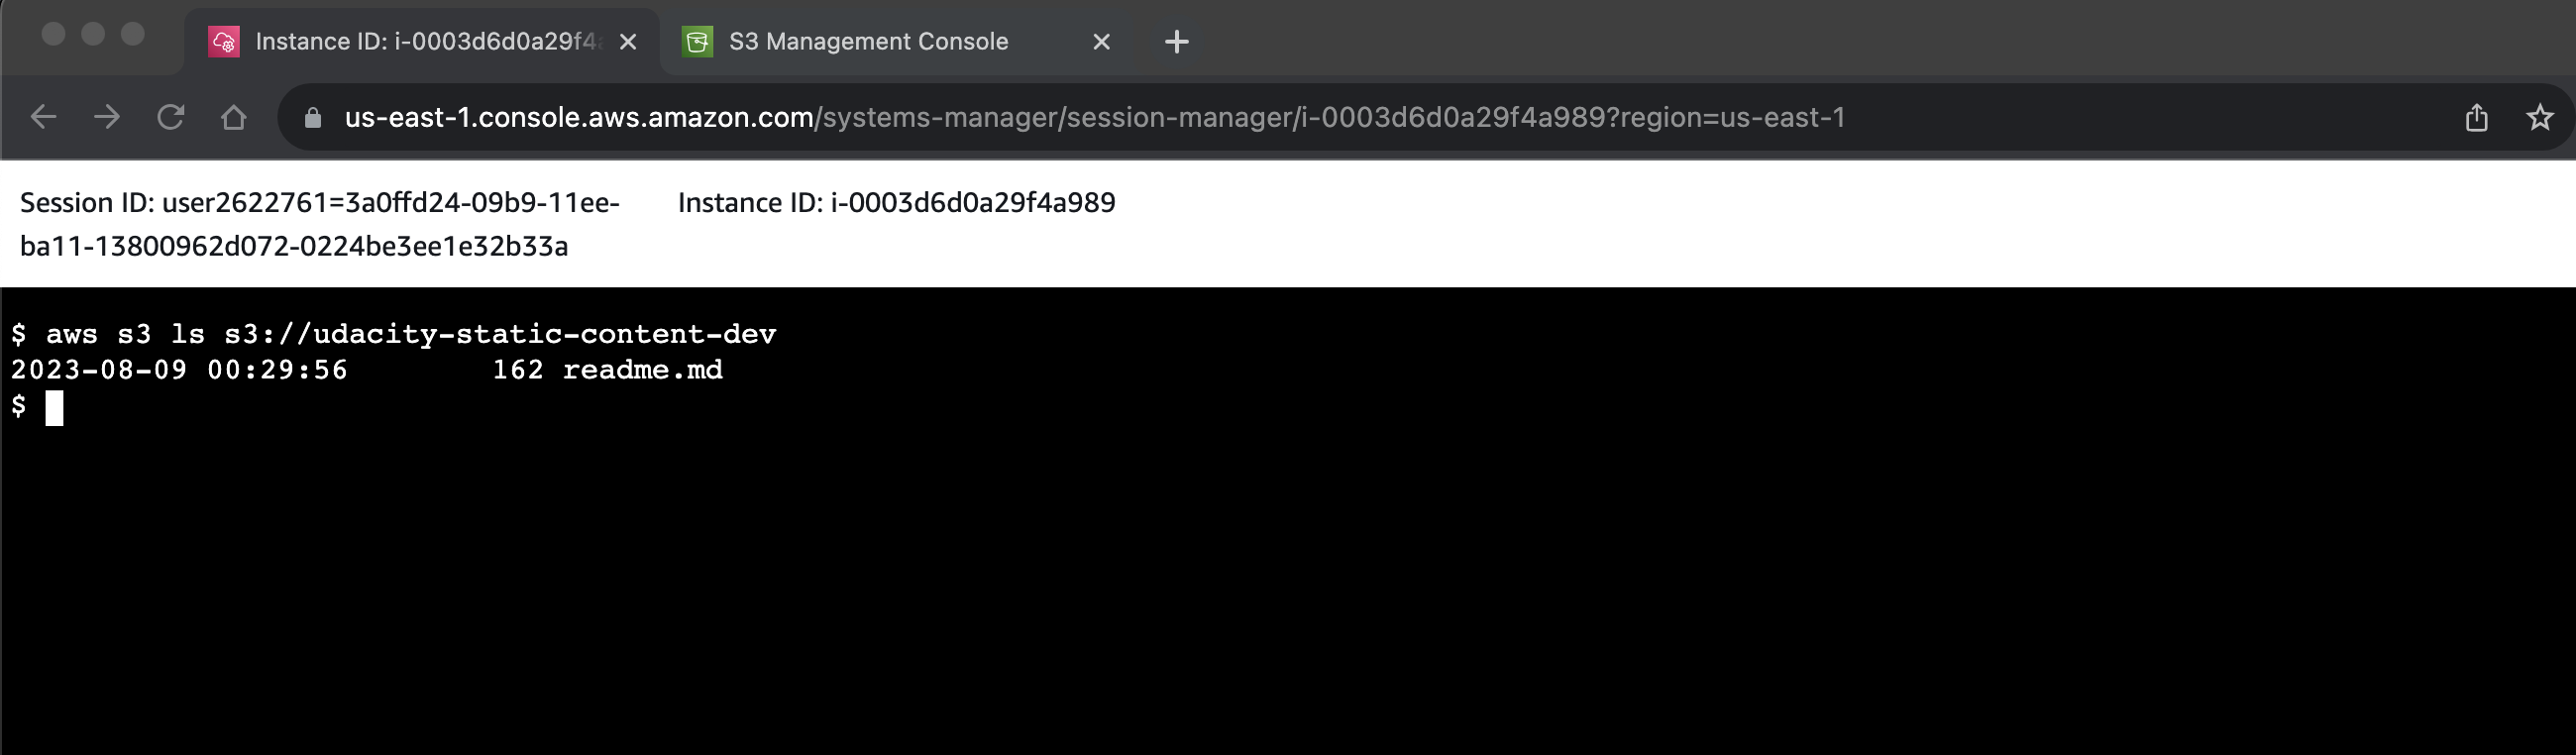 Instance ID: i-0003d6d0a29f4a
S3 Management Console
us-east-1.console.aws.amazon.com/systems-manager/session-manager/i-0003d6d0a29f4a989?region=us-east-1
Session ID: user2622761=3a0ffd24-09b9-11ee-
ba11-13800962d072-0224be3ee1e32b33a
Instance ID: i-0003d6d0a29f4a989
$ aws s3 ls s3://udacity-static-content-dev
2023-08-09 00:29:56 162 readme.md
$